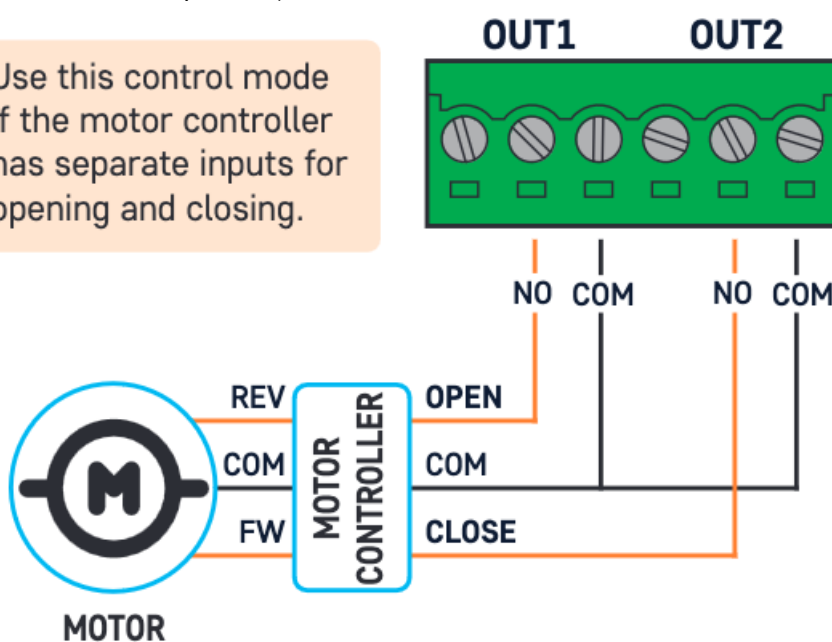 OUT1 OUT2
Use this control mode
if the motor controller
has separate inputs for
opening and closing.
NO COM NO COM
REV OPEN
COM COM
FW CLOSE
MOTOR
CONTROLLER
M
MOTOR